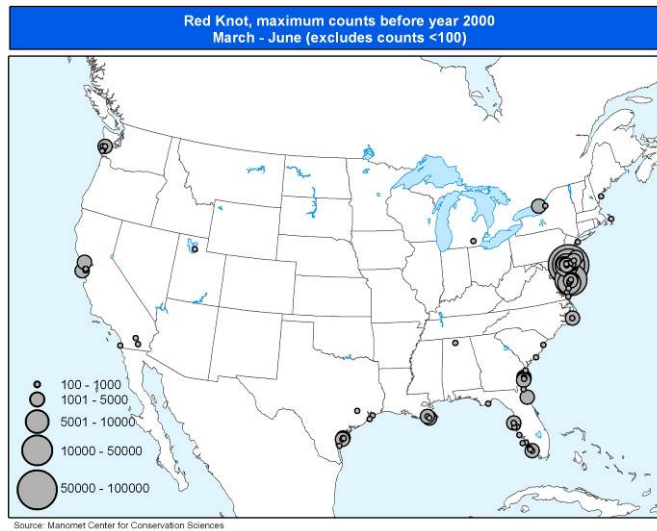 Red Knot, maximum counts before year 2000
March - June (excludes counts <100)
100 - 1000
1001 - 5000
5001 - 10000
10000 - 50000
50000 - 100000
Source: Manomet Center for Conservation Sciences